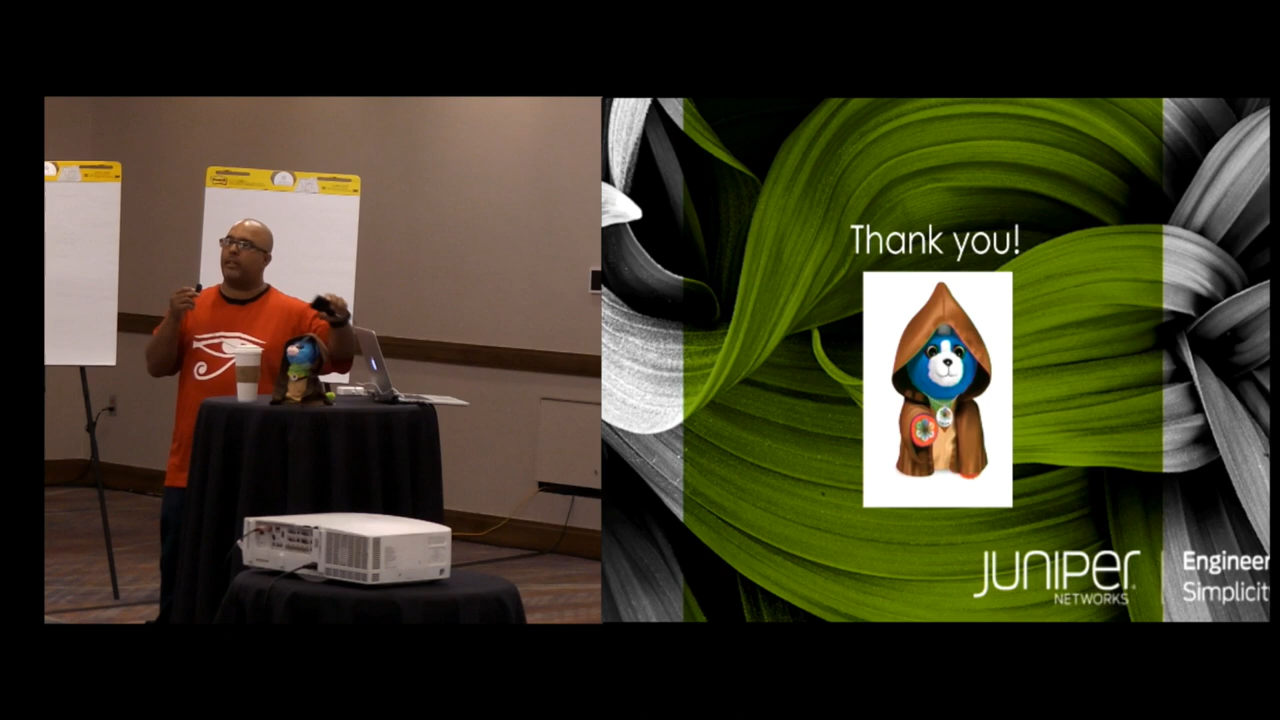 Thank you!
JUNIPER
NETWORKS
Engineer
Simplicit